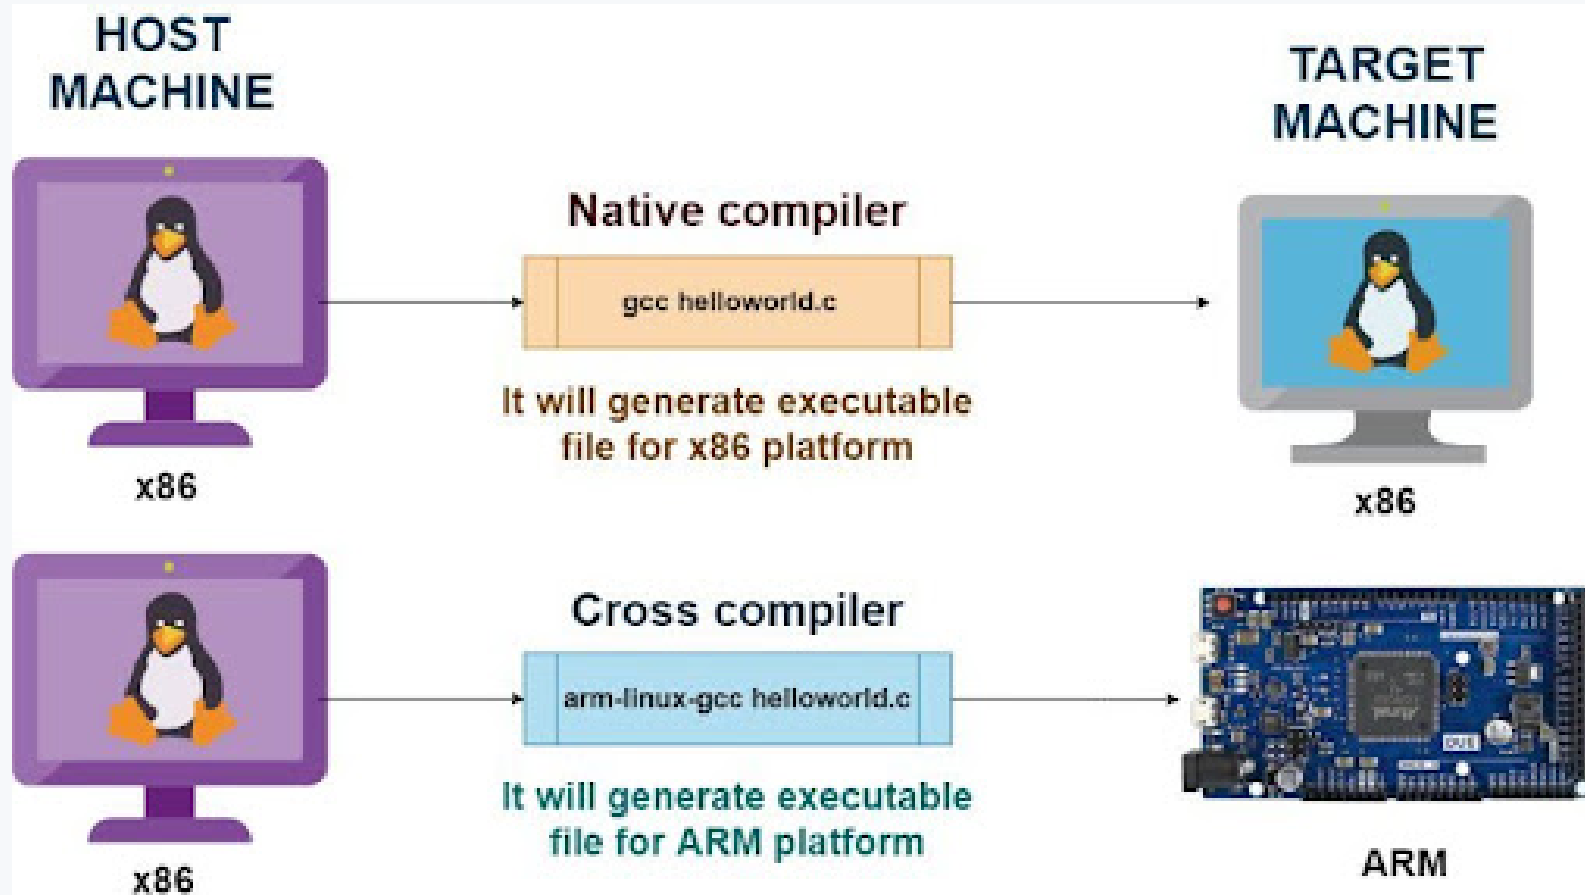 HOST
MACHINE
TARGET
MACHINE
Native compiler
gcc helloworld.c
It will generate executable
file for x86 platform
x86
x86
Cross compiler
arm-linux-gcc helloworld.c
It will generate executable
file for ARM platform
x86
ARM
DUE